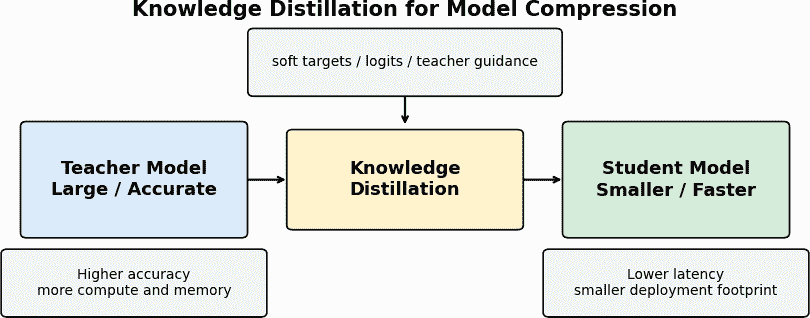 Knowledge Distillation for Model Compression
soft targets / logits / teacher guidance
Teacher Model
Large / Accurate
Knowledge
Distillation
Student Model
Smaller / Faster
Higher accuracy
more compute and memory
Lower latency
smaller deployment footprint